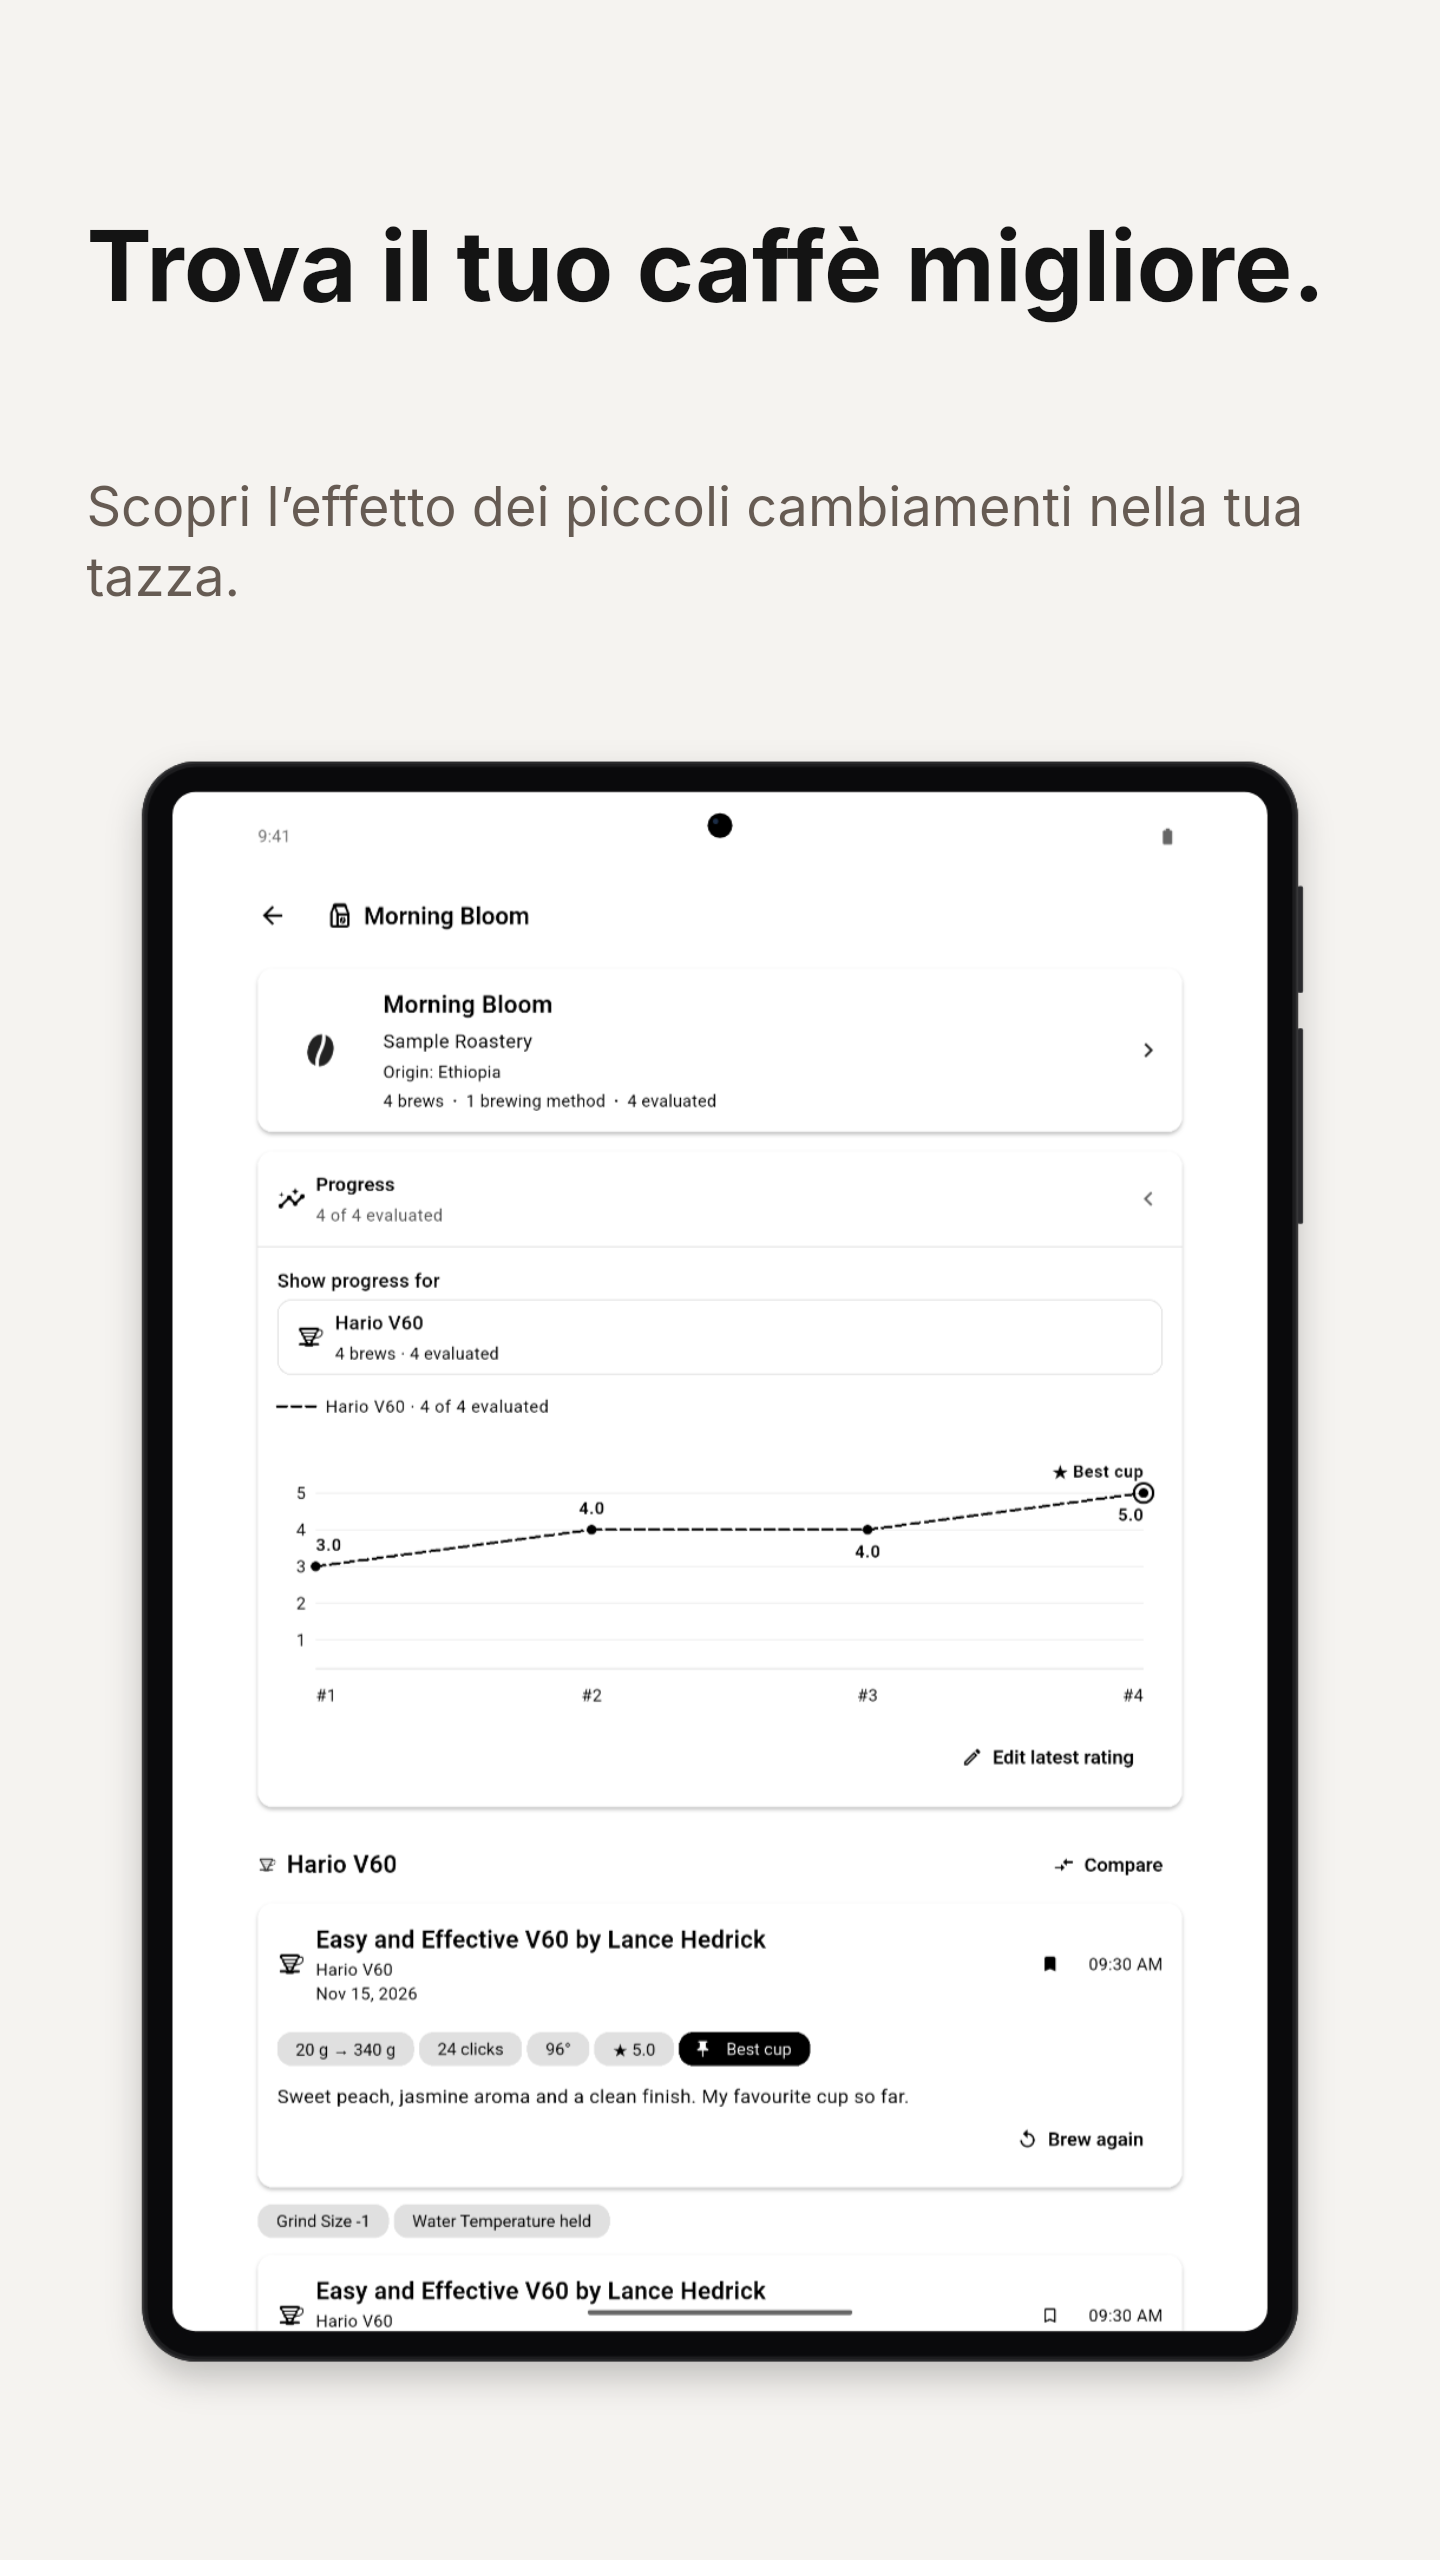 Trova il tuo caffè migliore.
Scopri l’effetto dei piccoli cambiamenti nella tua
tazza.
9:41
Morning Bloom
Morning Bloom
Sample Roastery
Origin: Ethiopia
4 brews · 1 brewing method · 4 evaluated
Progress
4 of 4 evaluated
Show progress for
Hario V60
4 brews · 4 evaluated
Hario V60 · 4 of 4 evaluated
★ Best cup
5
4.0
5.0
4
3.0
4.0
3
2
1
#1 #2 #3 #4
Edit latest rating
Hario V60
Compare
Easy and Effective V60 by Lance Hedrick
Hario V60
09:30 AM
Nov 15, 2026
20 g → 340 g 24 clicks 96° ★ 5.0 Best cup
Sweet peach, jasmine aroma and a clean finish. My favourite cup so far.
Brew again
Grind Size -1 Water Temperature held
Easy and Effective V60 by Lance Hedrick
Hario V60
09:30 AM